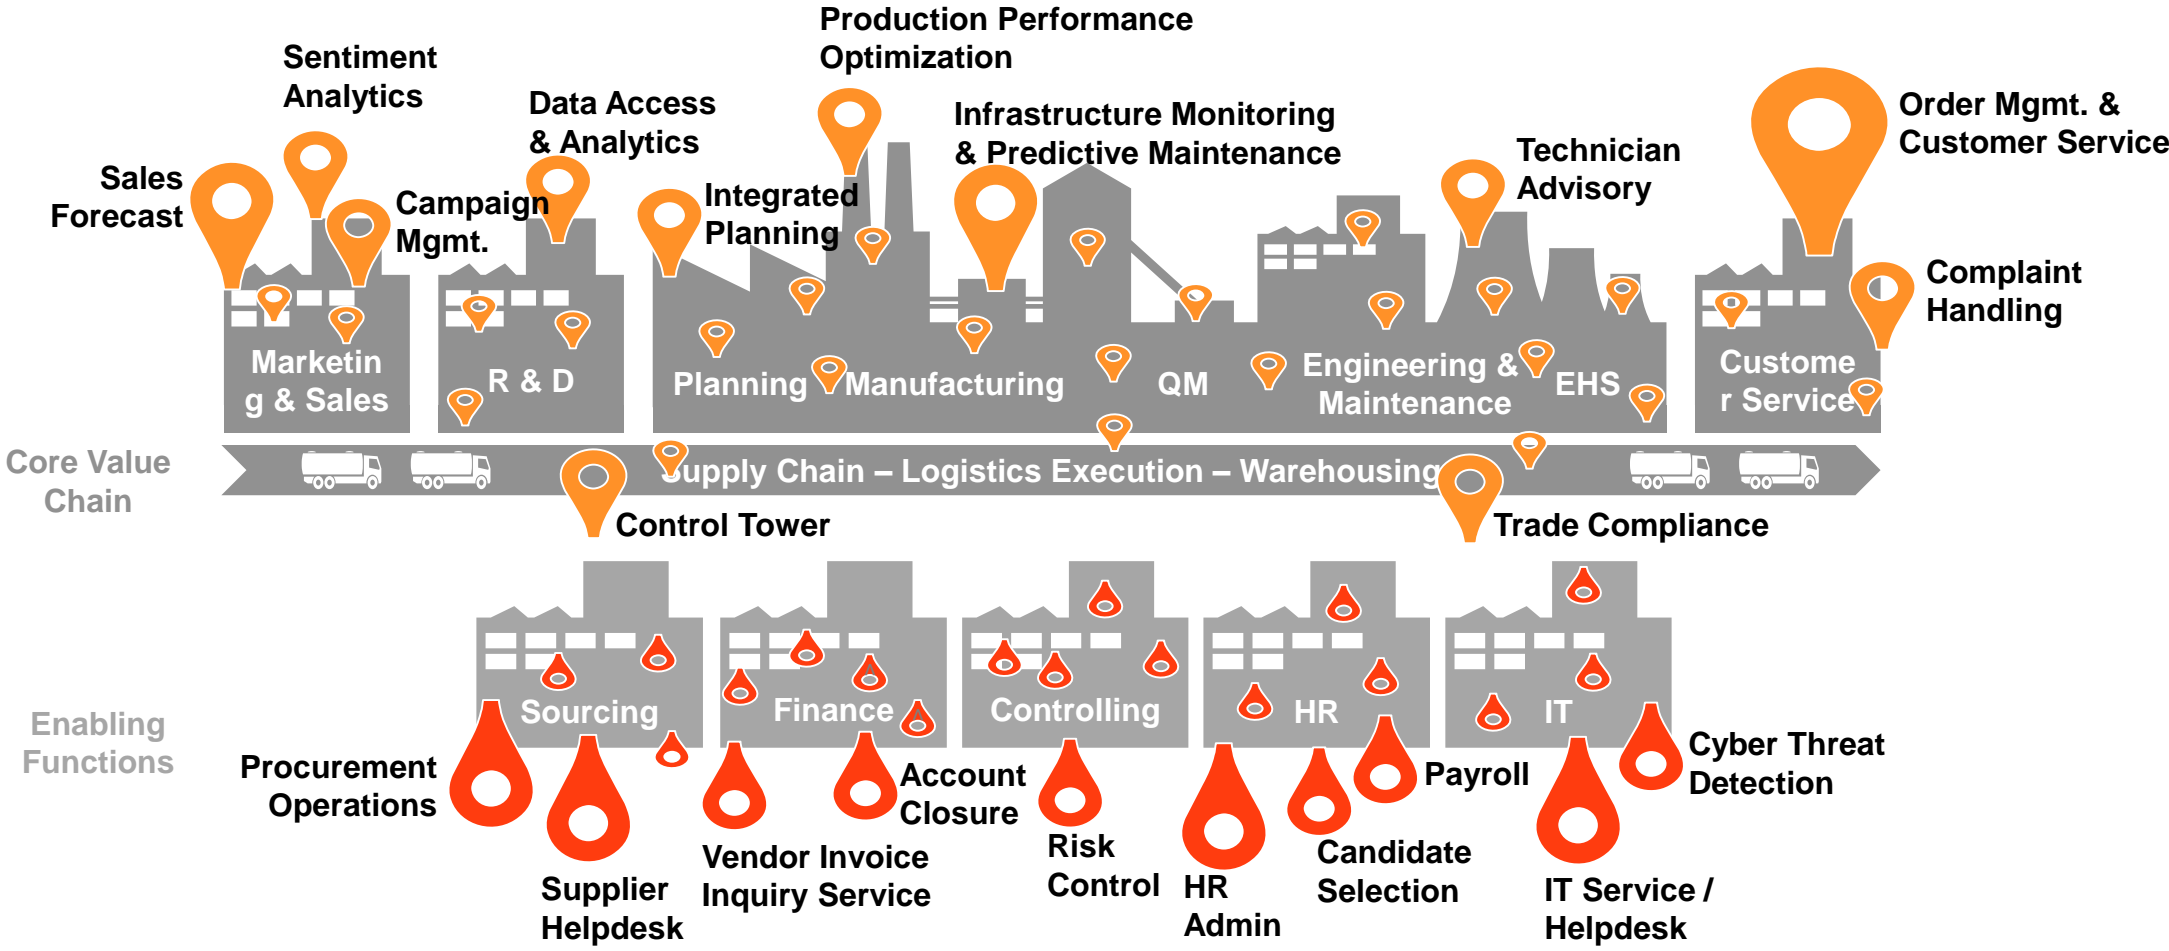 Production Performance
Optimization
Sentiment
Analytics
Data Access
& Analytics
Infrastructure Monitoring
& Predictive Maintenance
Order Mgmt. &
Customer Service
Technician
Advisory
Sales
Forecast
Campaign
Mgmt.
Integrated
Planning
Complaint
Handling
Marketin
g & Sales
R & D
Planning
Manufacturing
QM
Engineering &
Maintenance
EHS
Custome
r Service
Core Value
Chain
Supply Chain – Logistics Execution – Warehousing
Control Tower
Trade Compliance
Enabling
Functions
Sourcing
Finance
Controlling
HR
IT
Procurement
Operations
Supplier
Helpdesk
Vendor Invoice
Inquiry Service
Account
Closure
Risk
Control
HR
Admin
Candidate
Selection
Payroll
IT Service /
Helpdesk
Cyber Threat
Detection